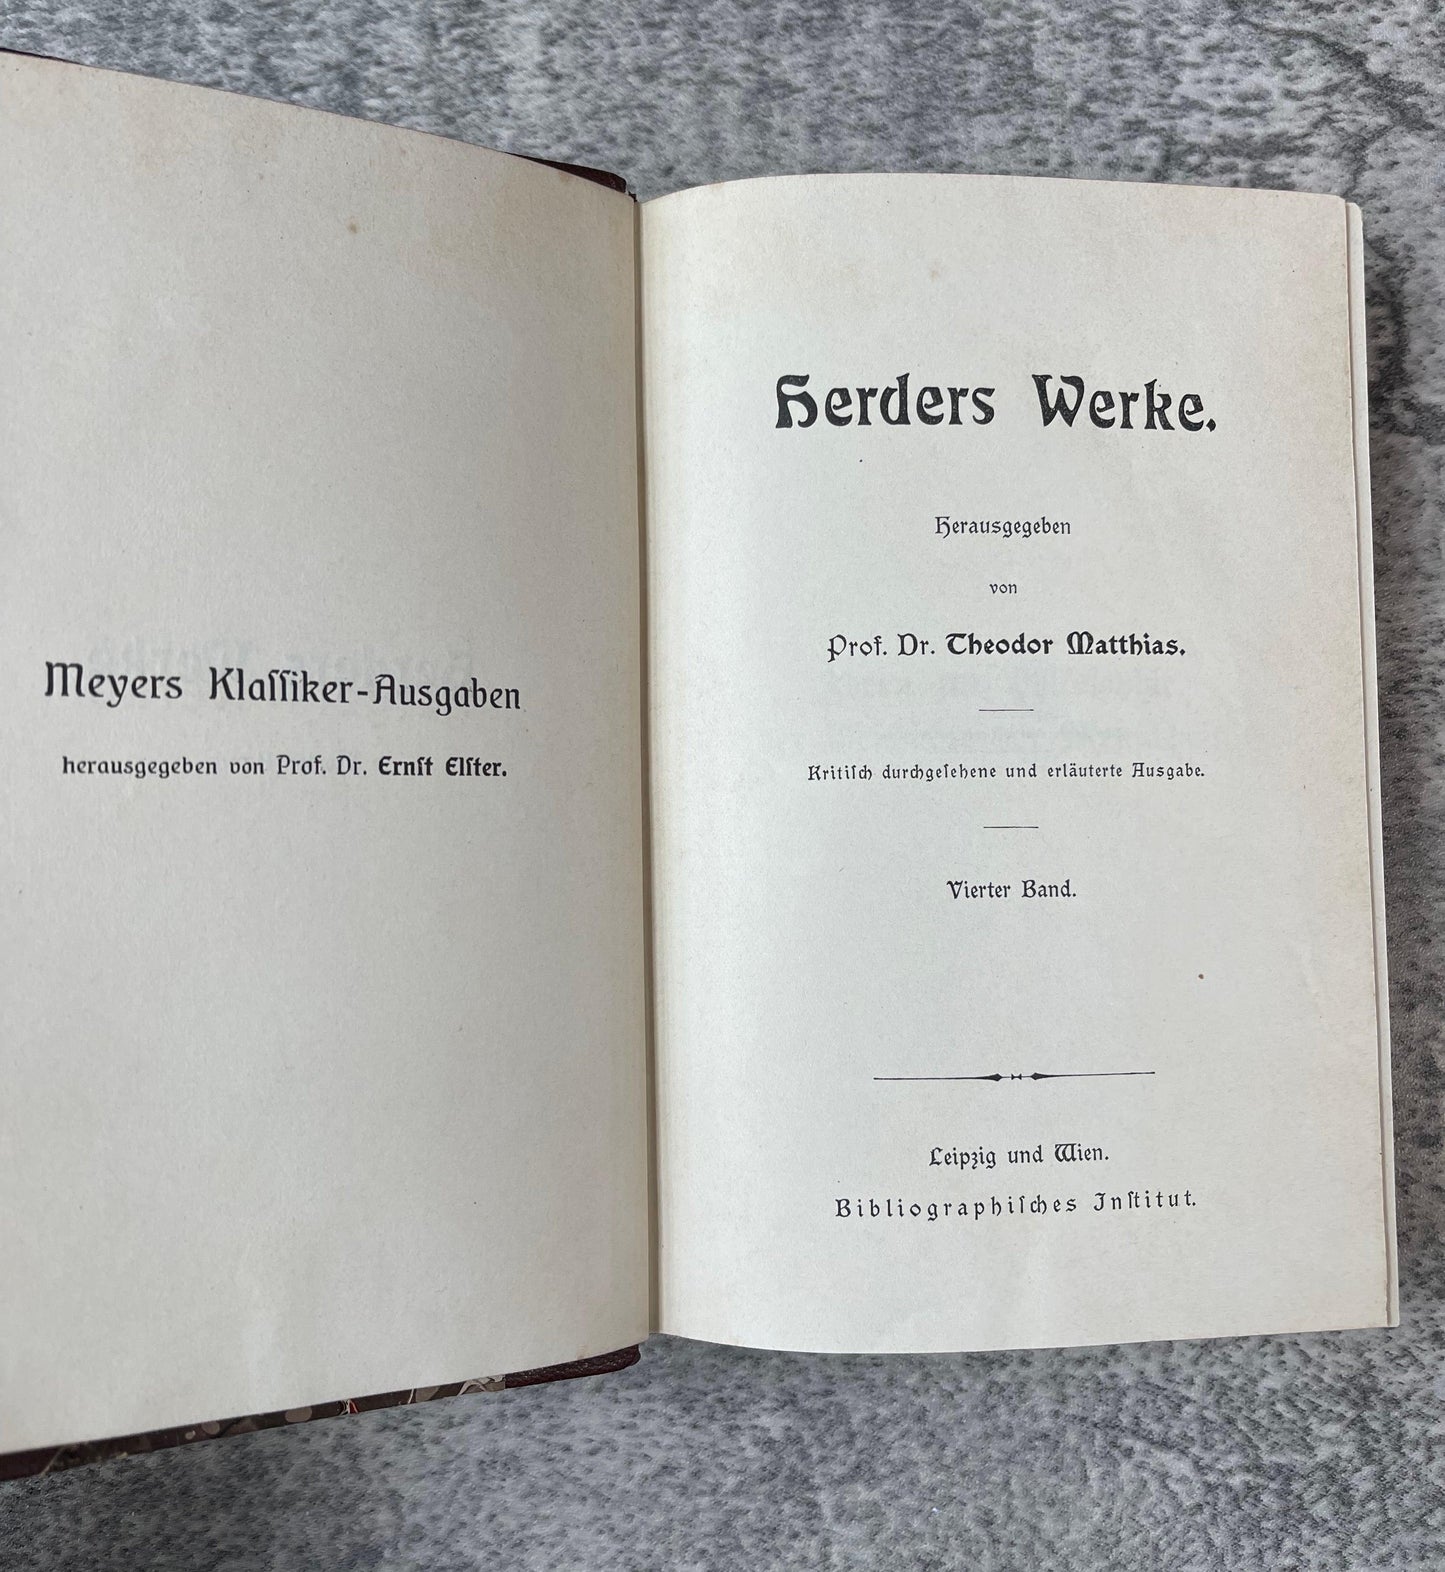 Meyers Klaſſiker-Ausgaben
herausgegeben von Prof. Dr. Ernſt Elſter.
Herders Werke.
Herausgegeben
von
Prof. Dr. Theodor Matthias.
Kritiſch durchgeſehene und erläuterte Ausgabe.
Vierter Band.
Leipzig und Wien.
Bibliographiſches Inſtitut.